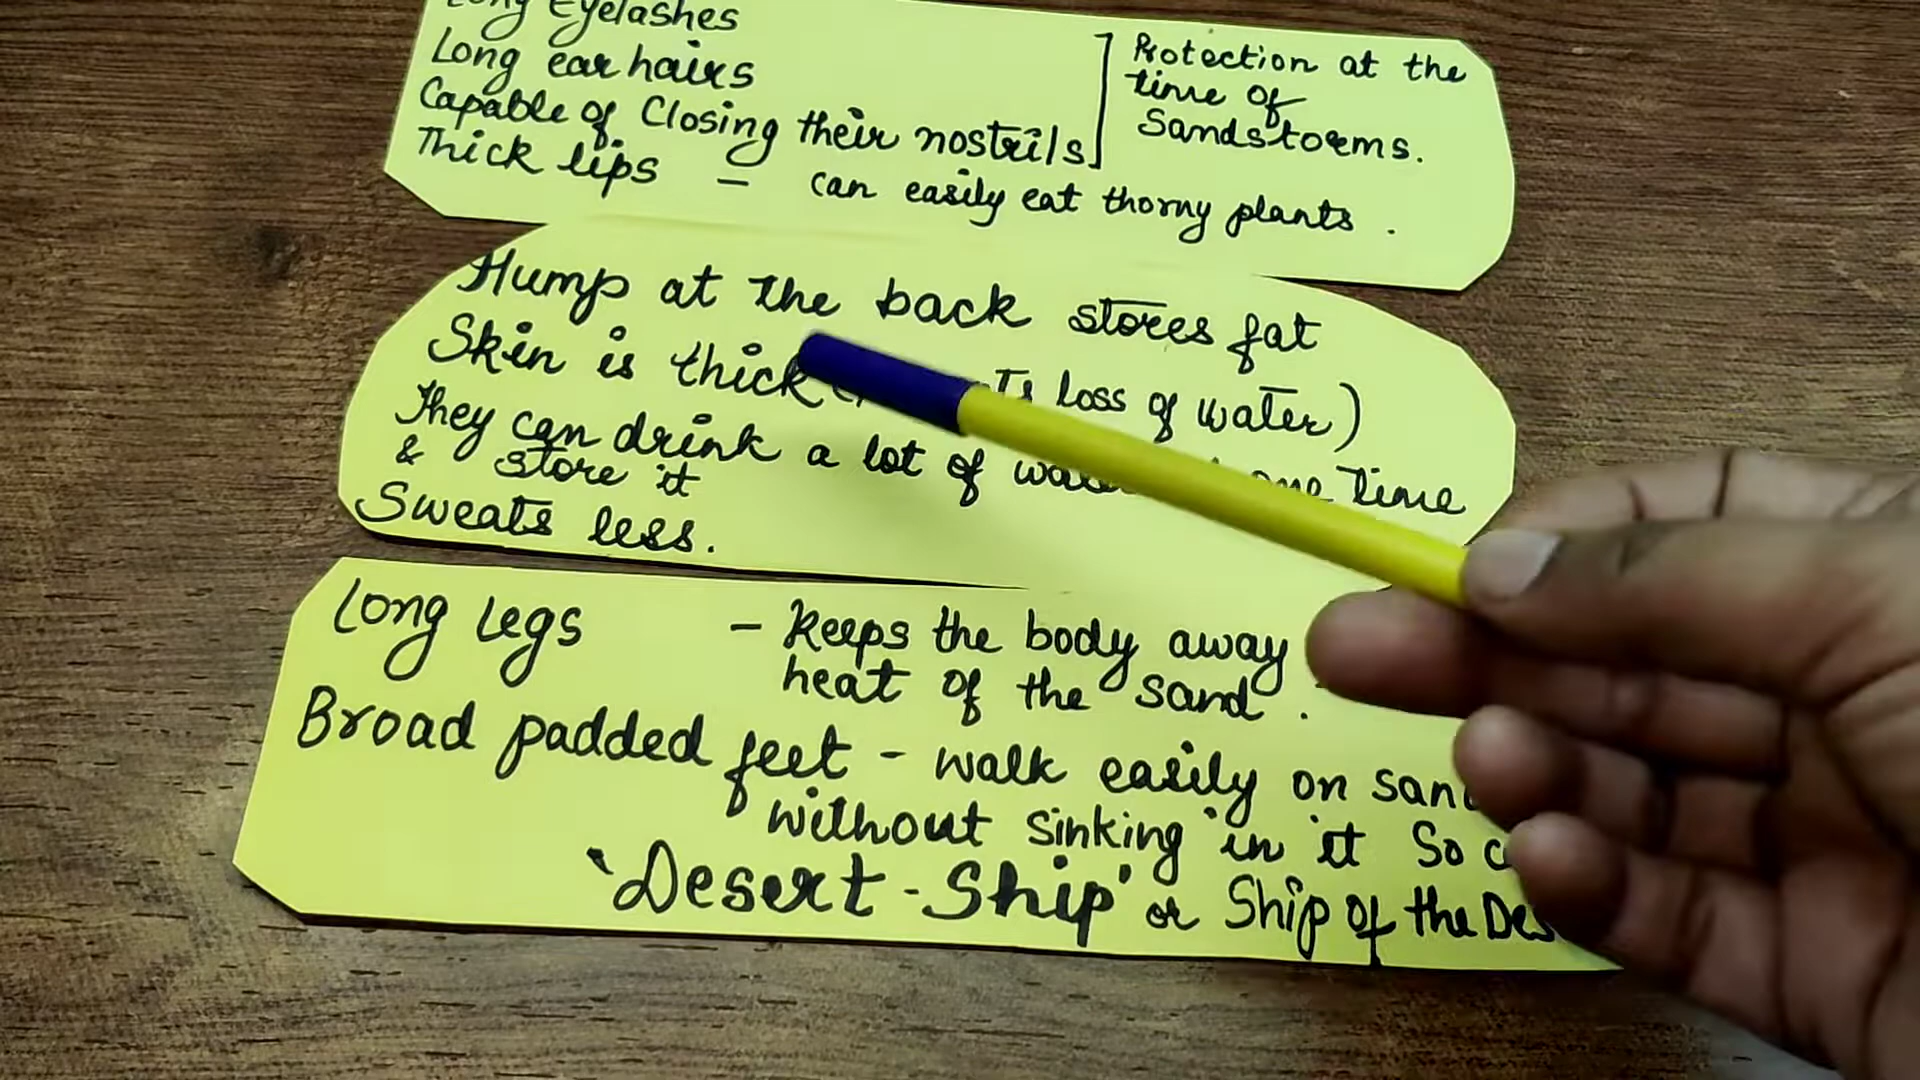 Long Eyelashes
Long ear hairs
Capable of Closing their nostrils
Protection at the
time of
Sandstorms.
Thick lips - can easily eat thorny plants.
Hump at the back stores fat
Skin is thick loss of water)
They can drink a lot of time
& store it
Sweats less.
Long Legs - Keeps the body away
heat of the sand.
Broad padded feet - walk easily on
without sinking in it So
'Desert-Ship' or Ship of the